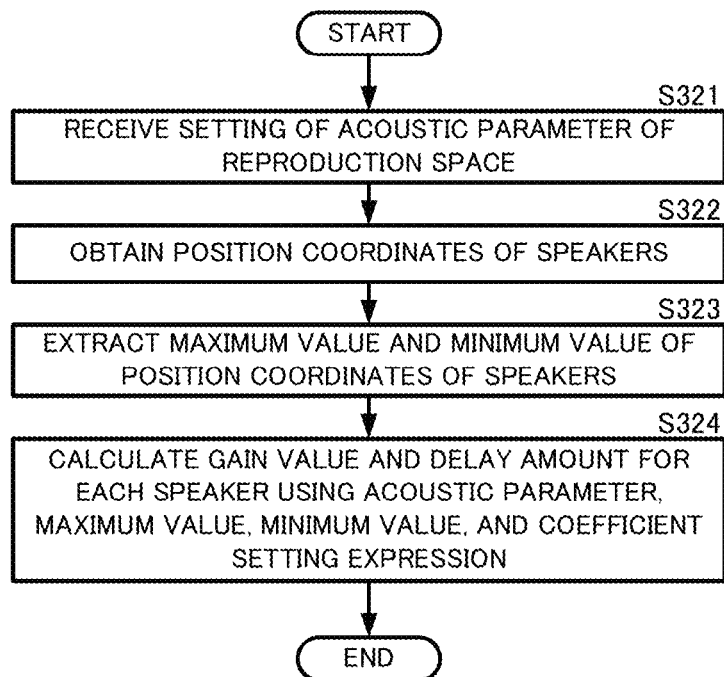 START
S321
RECEIVE SETTING OF ACOUSTIC PARAMETER OF
REPRODUCTION SPACE
S322
OBTAIN POSITION COORDINATES OF SPEAKERS
S323
EXTRACT MAXIMUM VALUE AND MINIMUM VALUE OF
POSITION COORDINATES OF SPEAKERS
S324
CALCULATE GAIN VALUE AND DELAY AMOUNT FOR
EACH SPEAKER USING ACOUSTIC PARAMETER,
MAXIMUM VALUE, MINIMUM VALUE, AND COEFFICIENT
SETTING EXPRESSION
END